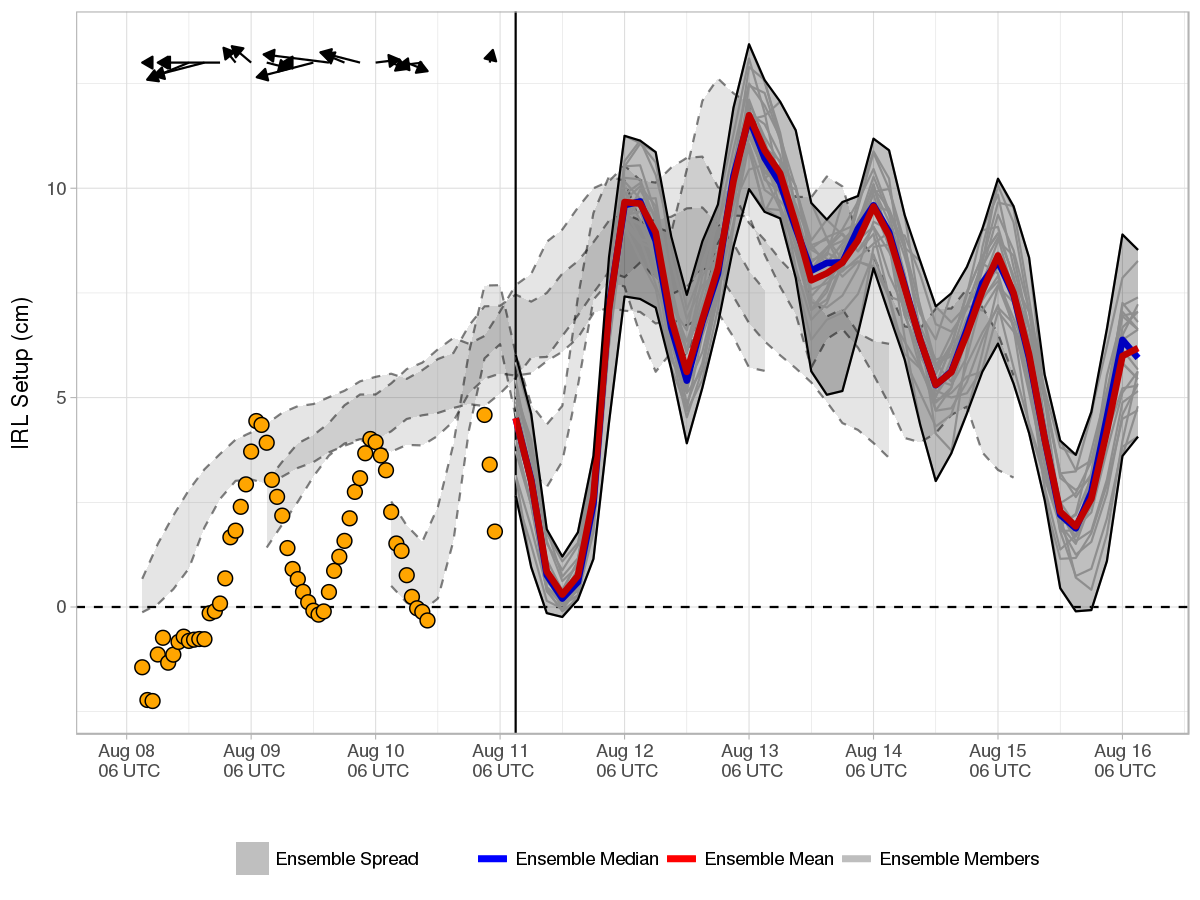 IRL Setup (cm)
10
5
0
Aug 08 Aug 09 Aug 10 Aug 11 Aug 12 Aug 13 Aug 14 Aug 15 Aug 16
06 UTC 06 UTC 06 UTC 06 UTC 06 UTC 06 UTC 06 UTC 06 UTC 06 UTC
Ensemble Spread Ensemble Median Ensemble Mean Ensemble Members